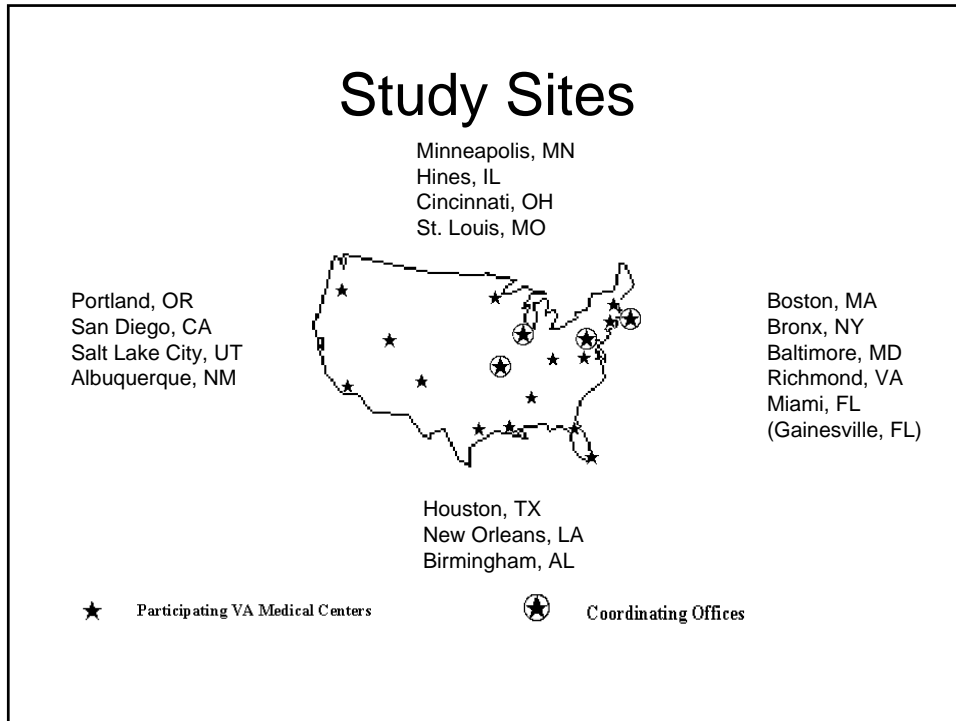 Study Sites
Minneapolis, MN
Hines, IL
Cincinnati, OH
St. Louis, MO
Portland, OR
San Diego, CA
Salt Lake City, UT
Albuquerque, NM
Boston, MA
Bronx, NY
Baltimore, MD
Richmond, VA
Miami, FL
(Gainesville, FL)
Houston, TX
New Orleans, LA
Birmingham, AL
Participating VA Medical Centers
Coordinating Offices